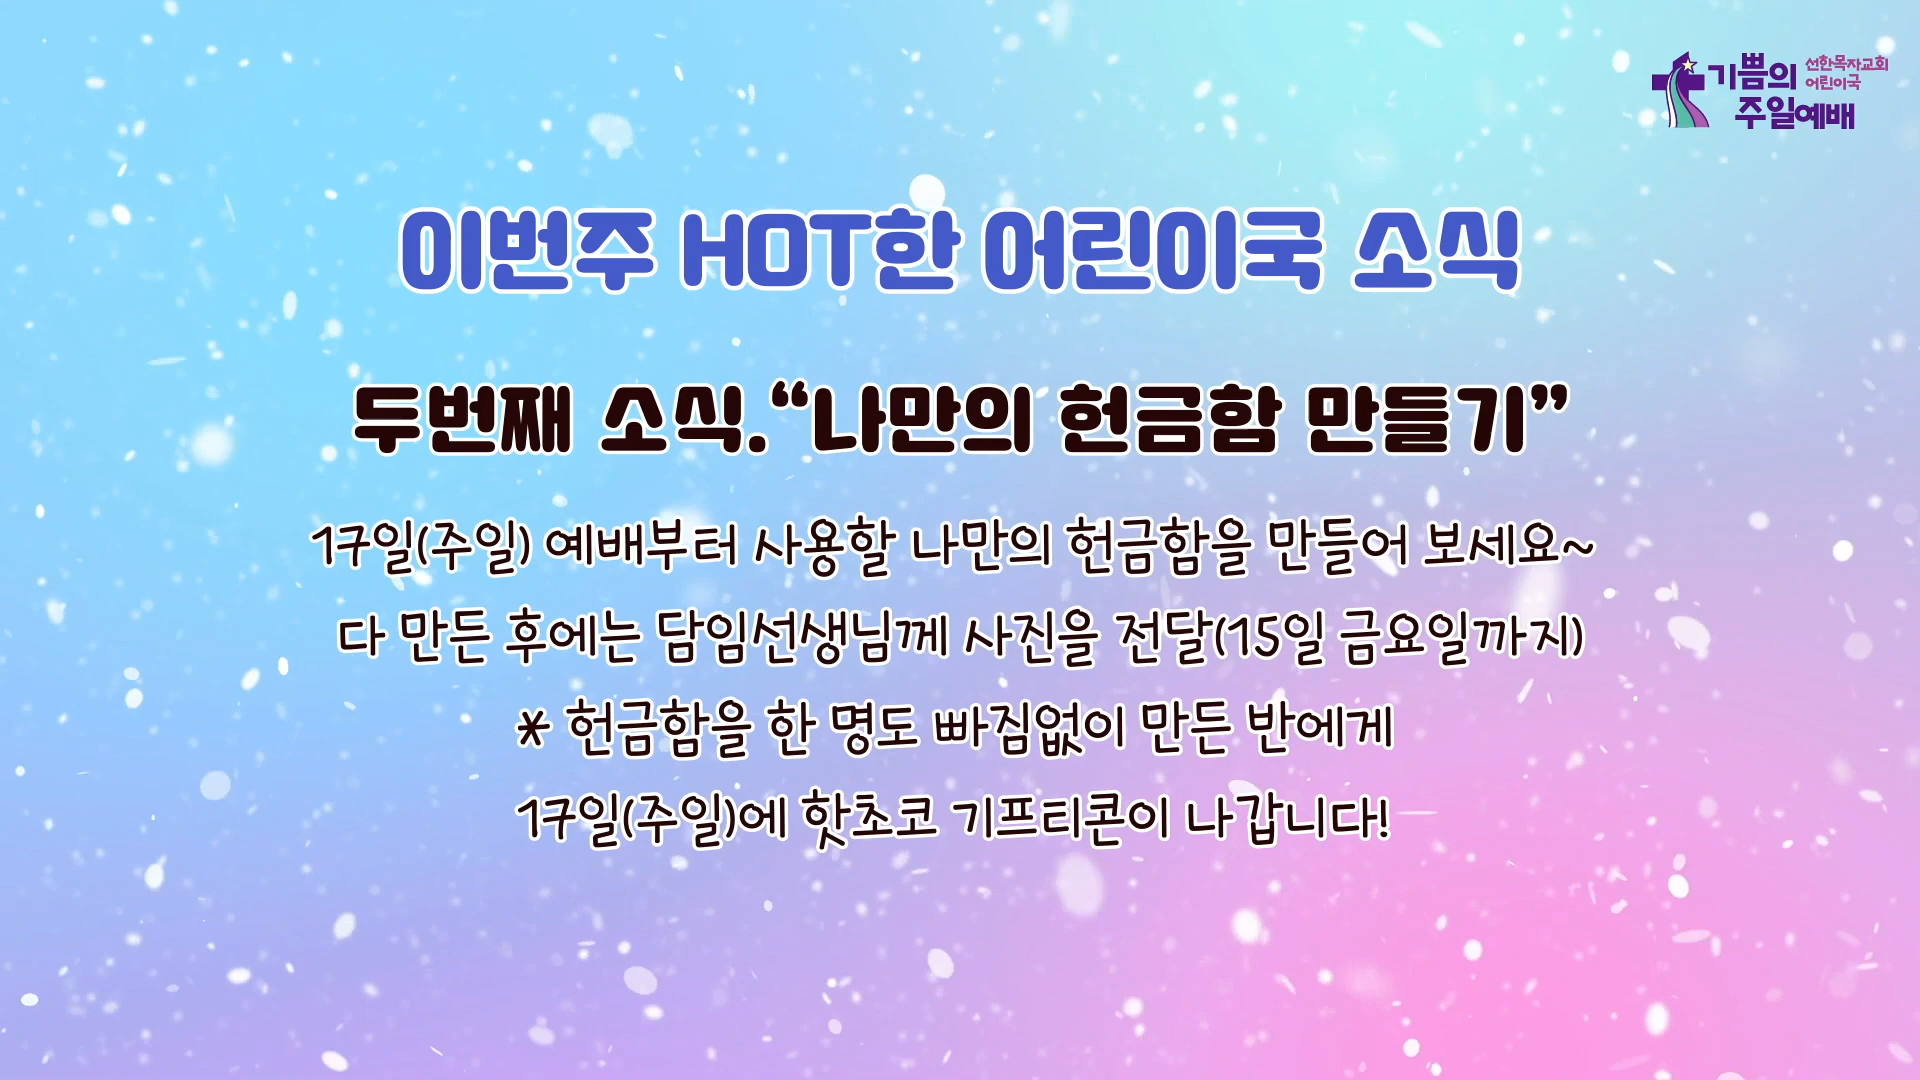 기쁨의 선한목자교회
어린이국
주일예배
이번주 HOT한 어린이국 소식
두번째 소식.“나만의 헌금함 만들기”
17일(주일) 예배부터 사용할 나만의 헌금함을 만들어 보세요~
다 만든 후에는 담임선생님께 사진을 전달(15일 금요일까지)
* 헌금함을 한 명도 빠짐없이 만든 반에게
17일(주일)에 핫초코 기프티콘이 나갑니다!